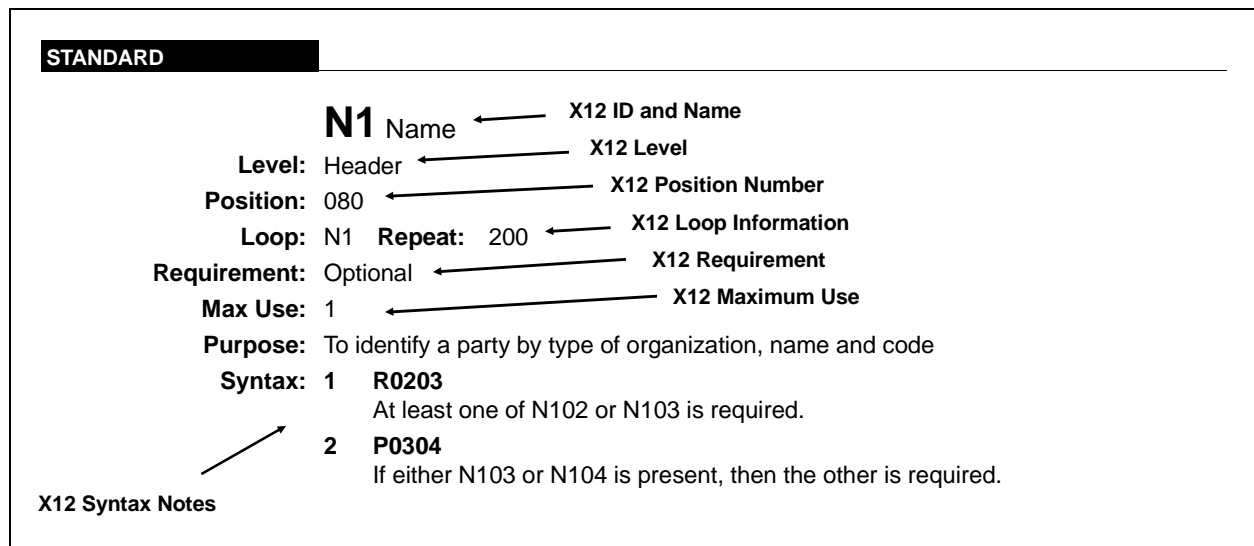 STANDARD
N1 Name X12 ID and Name
Level: Header X12 Level
Position: 080 X12 Position Number
Loop: N1 Repeat: 200 X12 Loop Information
Requirement: Optional X12 Requirement
Max Use: 1 X12 Maximum Use
Purpose: To identify a party by type of organization, name and code
Syntax: 1 R0203
At least one of N102 or N103 is required.
2 P0304
If either N103 or N104 is present, then the other is required.
X12 Syntax Notes